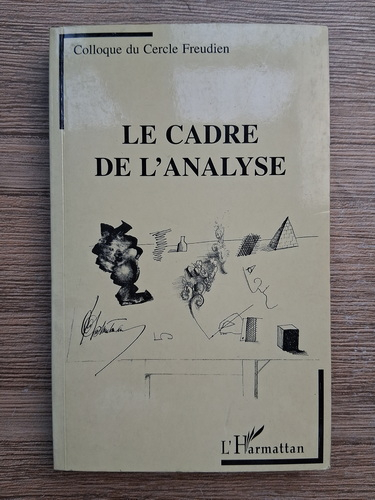 Colloque du Cercle Freudien
LE CADRE
DE L'ANALYSE
L'Harmattan